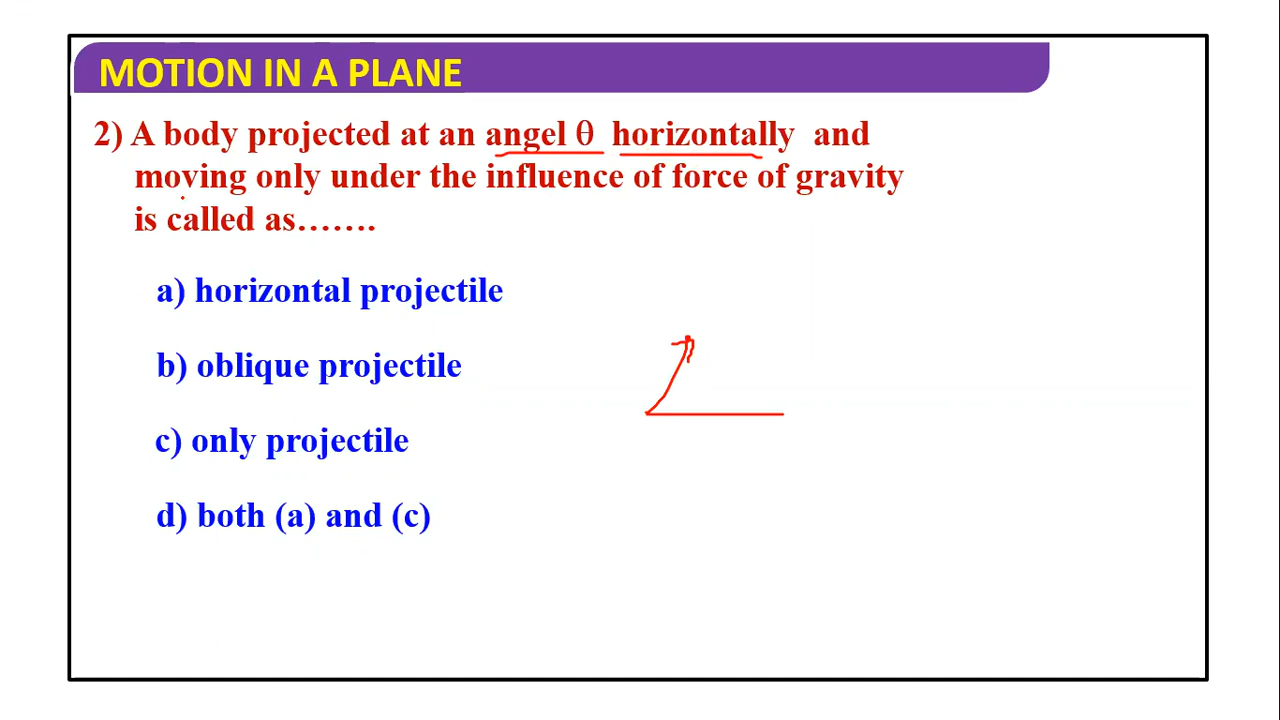 MOTION IN A PLANE
2) A body projected at an angel θ horizontally and
moving only under the influence of force of gravity
is called as…….
a) horizontal projectile
b) oblique projectile
c) only projectile
d) both (a) and (c)